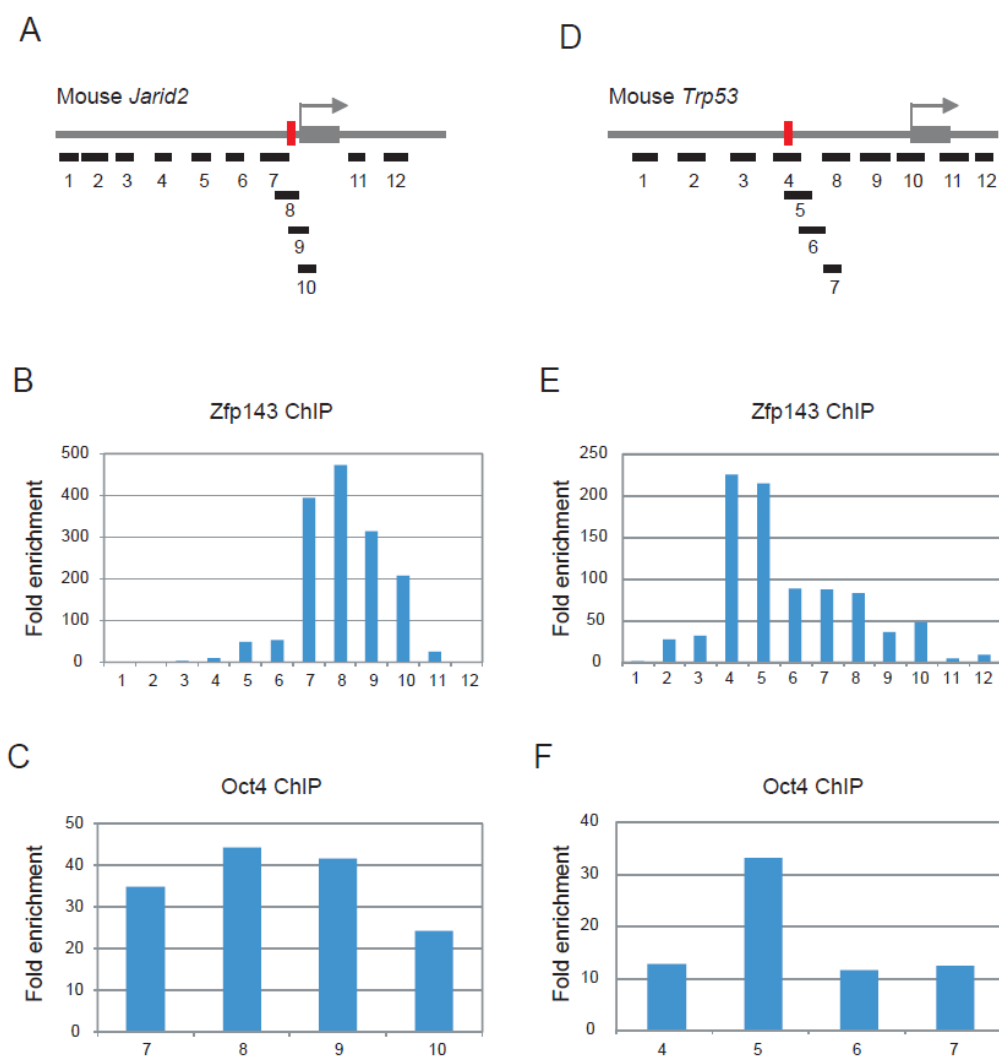 A
Mouse Jarid2
1 2 3 4 5 6 7 11 12
8
9
10
D
Mouse Trp53
1 2 3 4 8 9 10 11 12
5
6
7
B
Zfp143 ChIP
Fold enrichment
500
400
300
200
100
0
1 2 3 4 5 6 7 8 9 10 11 12
E
Zfp143 ChIP
Fold enrichment
250
200
150
100
50
0
1 2 3 4 5 6 7 8 9 10 11 12
C
Oct4 ChIP
Fold enrichment
50
40
30
20
10
0
7 8 9 10
F
Oct4 ChIP
Fold enrichment
40
30
20
10
0
4 5 6 7